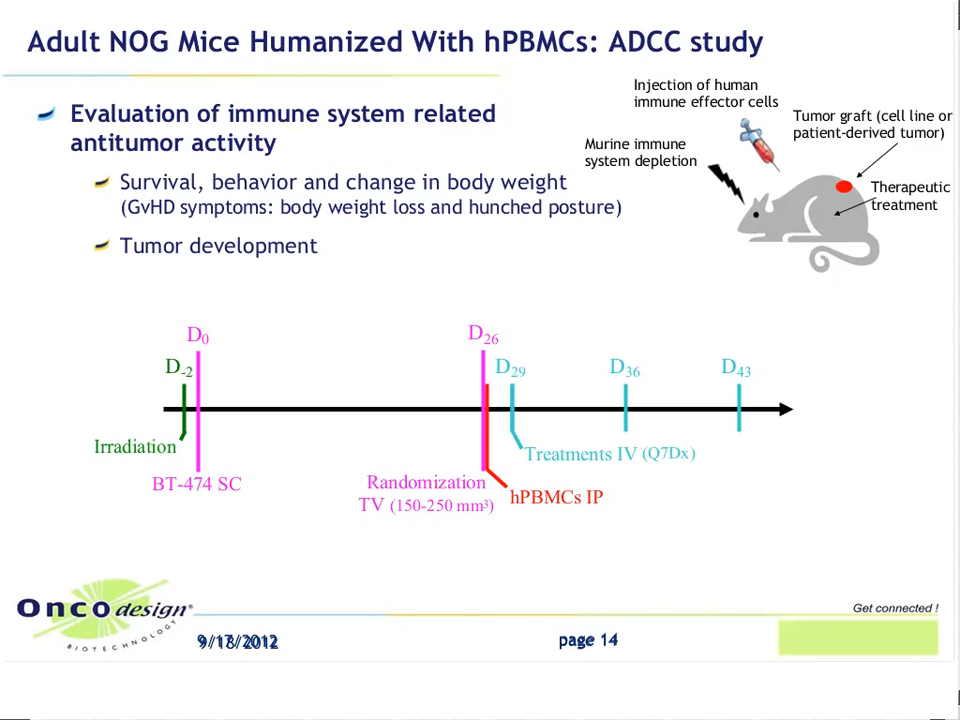 Adult NOG Mice Humanized With hPBMCs: ADCC study
Injection of human
immune effector cells
Tumor graft (cell line or
patient-derived tumor)
Murine immune
system depletion
Therapeutic
treatment
Evaluation of immune system related
antitumor activity
Survival, behavior and change in body weight
(GvHD symptoms: body weight loss and hunched posture)
Tumor development
D0
D26
D-2
D29
D36
D43
Irradiation
Treatments IV (Q7Dx)
BT-474 SC
Randomization
TV (150-250 mm³)
hPBMCs IP
Oncodesign®
BIOTECHNOLOGY
Get connected !
page 14